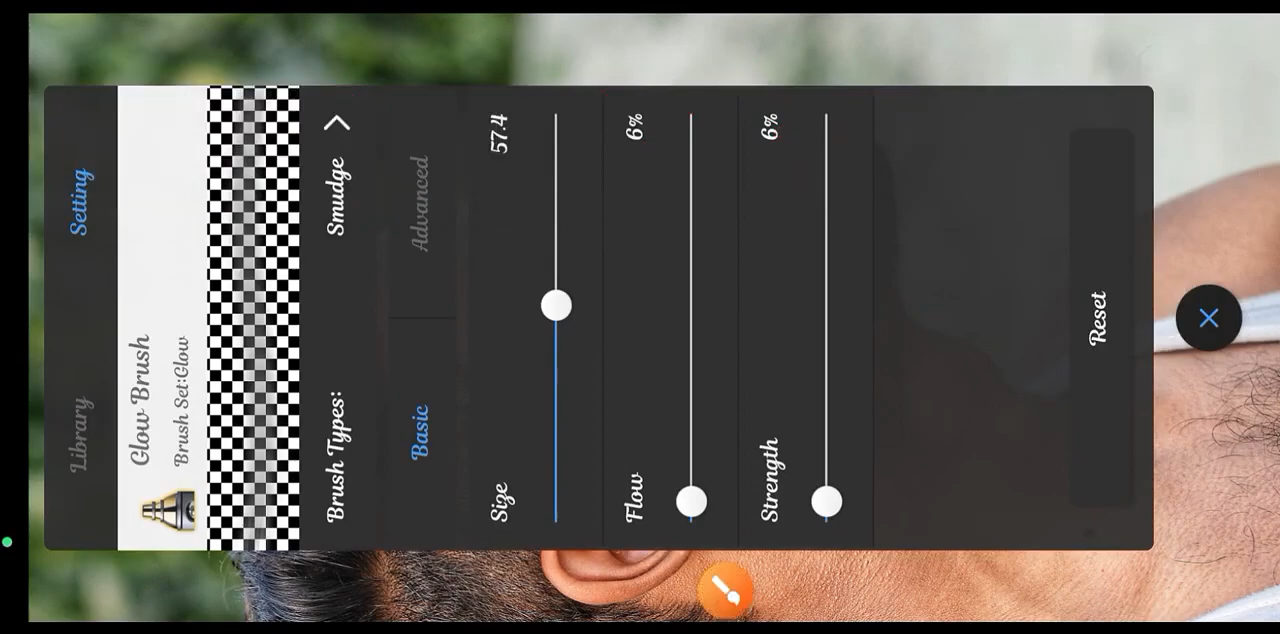 Library
Setting
Glow Brush
Brush Set:Glow
Brush Types:
Smudge
Basic
Advanced
Size
57.4
Flow
6%
Strength
6%
Reset